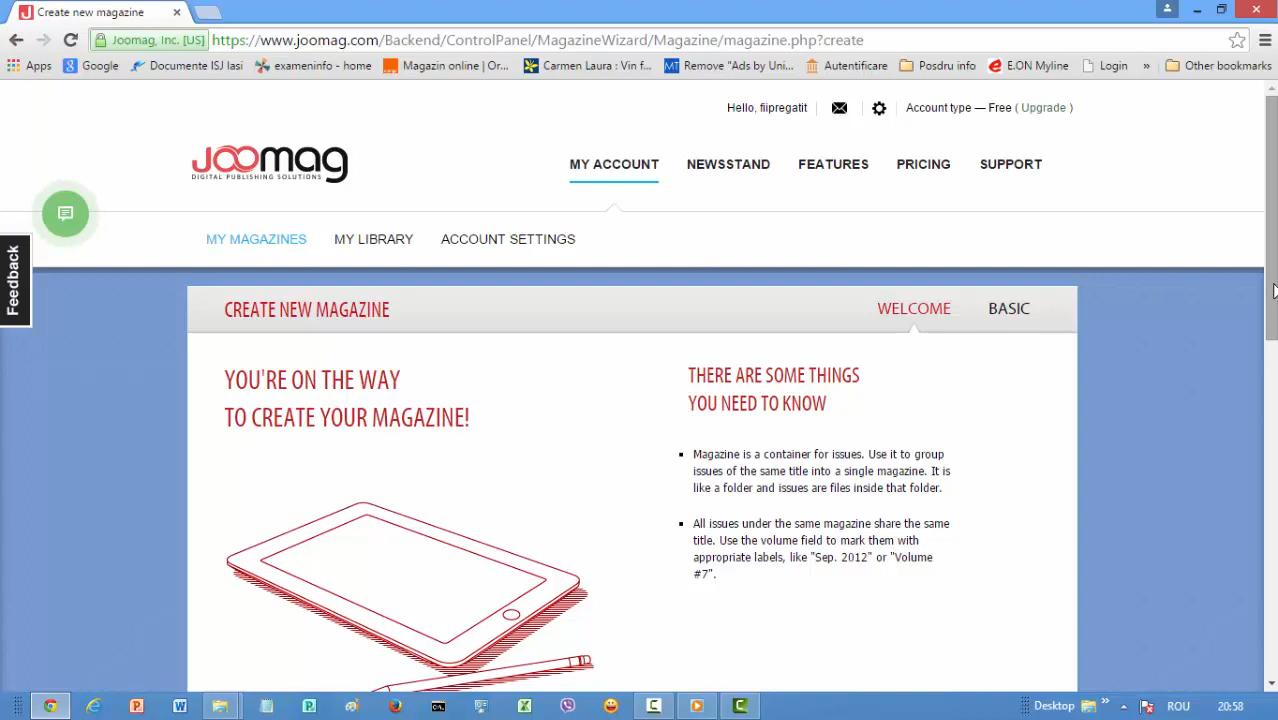 Create new magazine
Joomag, Inc. [US] https://www.joomag.com/Backend/ControlPanel/MagazineWizard/Magazine/magazine.php?create
Apps Google Documente ISJ Iasi exameninfo - home Magazin online | Or... Carmen Laura : Vin f... MT Remove "Ads by Uni... Autentificare Posdru info E.ON Myline Login » Other bookmarks
Hello, fiipregatit Account type — Free ( Upgrade )
JOOmag
DIGITAL PUBLISHING SOLUTIONS
MY ACCOUNT NEWSSTAND FEATURES PRICING SUPPORT
MY MAGAZINES MY LIBRARY ACCOUNT SETTINGS
Feedback
CREATE NEW MAGAZINE WELCOME BASIC
YOU'RE ON THE WAY
TO CREATE YOUR MAGAZINE!
THERE ARE SOME THINGS
YOU NEED TO KNOW
Magazine is a container for issues. Use it to group
issues of the same title into a single magazine. It is
like a folder and issues are files inside that folder.
All issues under the same magazine share the same
title. Use the volume field to mark them with
appropriate labels, like "Sep. 2012" or "Volume
#7".
Desktop » ROU 20:58